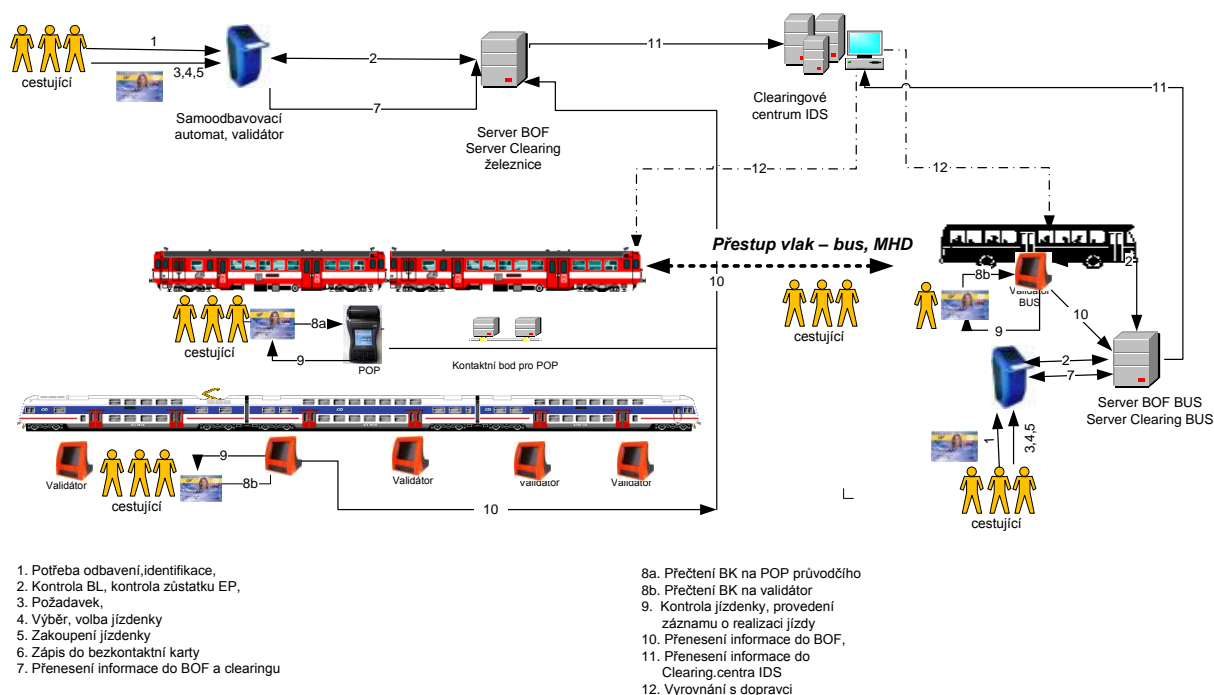 1
2
11
3,4,5
cestující
7
Samoodbavovací
automat, validátor
Server BOF
Server Clearing
železnice
Clearingové
centrum IDS
11
12
12
Přestup vlak – bus, MHD
10
2
8b
Validátor
BUS
8a
9
cestující
POP
Kontaktní bod pro POP
cestující
9
10
2
7
Server BOF BUS
Server Clearing BUS
1
3,4,5
cestující
9
8b
Validátor
cestující
Validátor
Validátor
Validátor
10
1. Potřeba odbavení,identifikace,
2. Kontrola BL, kontrola zůstatku EP,
3. Požadavek,
4. Výběr, volba jízdenky
5. Zakoupení jízdenky
6. Zápis do bezkontaktní karty
7. Přenesení informace do BOF a clearingu
8a. Přečtení BK na POP průvodčího
8b. Přečtení BK na validátor
9. Kontrola jízdenky, provedení
záznamu o realizaci jízdy
10. Přenesení informace do BOF,
11. Přenesení informace do
Clearing.centra IDS
12. Vyrovnání s dopravci